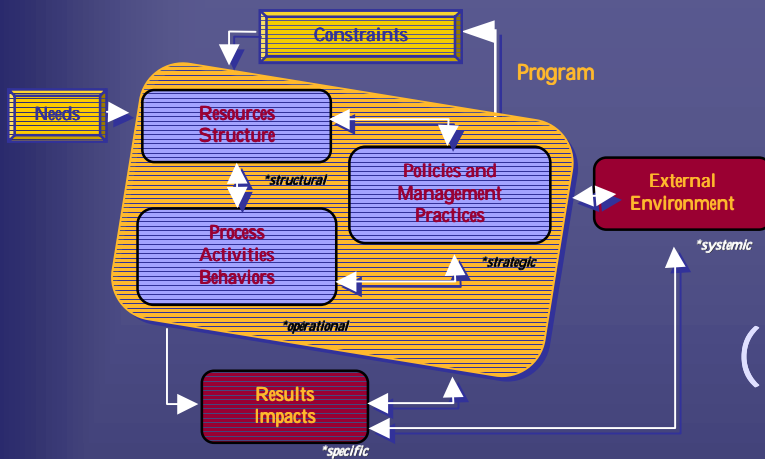 Constraints
Program
Needs
Resources
Structure
Policies and
Management
Practices
External
Environment
*structural
Process
Activities
Behaviors
*systemic
*strategic
*operational
Results
Impacts
*specific